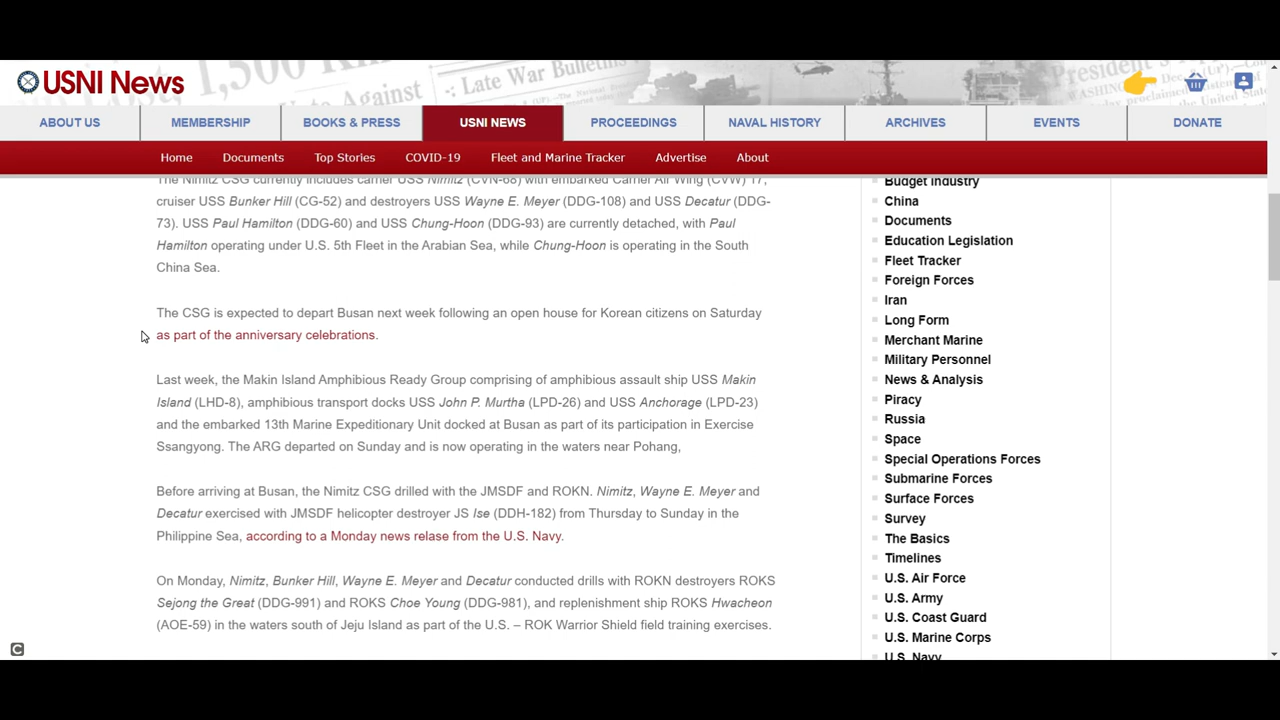 1,500
Late War Bulletin
Against
President's
USNI News
ABOUT US
MEMBERSHIP
BOOKS & PRESS
USNI NEWS
PROCEEDINGS
NAVAL HISTORY
ARCHIVES
EVENTS
DONATE
Home
Documents
Top Stories
COVID-19
Fleet and Marine Tracker
Advertise
About
The Nimitz CSG currently includes carrier USS Nimitz (CVN-68) with embarked Carrier Air Wing (CVW) 17,
cruiser USS Bunker Hill (CG-52) and destroyers USS Wayne E. Meyer (DDG-108) and USS Decatur (DDG-
73). USS Paul Hamilton (DDG-60) and USS Chung-Hoon (DDG-93) are currently detached, with Paul
Hamilton operating under U.S. 5th Fleet in the Arabian Sea, while Chung-Hoon is operating in the South
China Sea.
The CSG is expected to depart Busan next week following an open house for Korean citizens on Saturday
as part of the anniversary celebrations.
Last week, the Makin Island Amphibious Ready Group comprising of amphibious assault ship USS Makin
Island (LHD-8), amphibious transport docks USS John P. Murtha (LPD-26) and USS Anchorage (LPD-23)
and the embarked 13th Marine Expeditionary Unit docked at Busan as part of its participation in Exercise
Ssangyong. The ARG departed on Sunday and is now operating in the waters near Pohang,
Before arriving at Busan, the Nimitz CSG drilled with the JMSDF and ROKN. Nimitz, Wayne E. Meyer and
Decatur exercised with JMSDF helicopter destroyer JS Ise (DDH-182) from Thursday to Sunday in the
Philippine Sea, according to a Monday news relase from the U.S. Navy.
On Monday, Nimitz, Bunker Hill, Wayne E. Meyer and Decatur conducted drills with ROKN destroyers ROKS
Sejong the Great (DDG-991) and ROKS Choe Young (DDG-981), and replenishment ship ROKS Hwacheon
(AOE-59) in the waters south of Jeju Island as part of the U.S. – ROK Warrior Shield field training exercises.
Budget Industry
China
Documents
Education Legislation
Fleet Tracker
Foreign Forces
Iran
Long Form
Merchant Marine
Military Personnel
News & Analysis
Piracy
Russia
Space
Special Operations Forces
Submarine Forces
Surface Forces
Survey
The Basics
Timelines
U.S. Air Force
U.S. Army
U.S. Coast Guard
U.S. Marine Corps
U.S. Navy